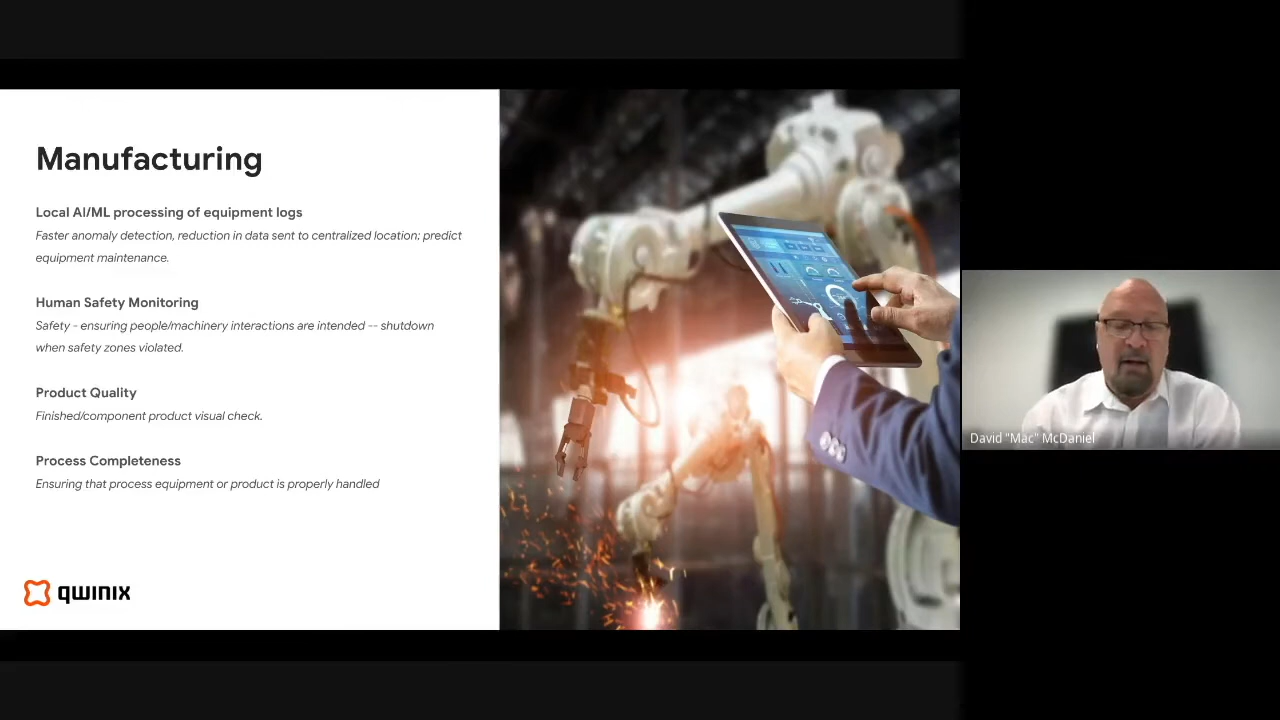 Manufacturing
Local AI/ML processing of equipment logs
Faster anomaly detection, reduction in data sent to centralized location; predict
equipment maintenance.
Human Safety Monitoring
Safety - ensuring people/machinery interactions are intended -- shutdown
when safety zones violated.
Product Quality
Finished/component product visual check.
Process Completeness
Ensuring that process equipment or product is properly handled
qwinix
David "Mac" McDaniel